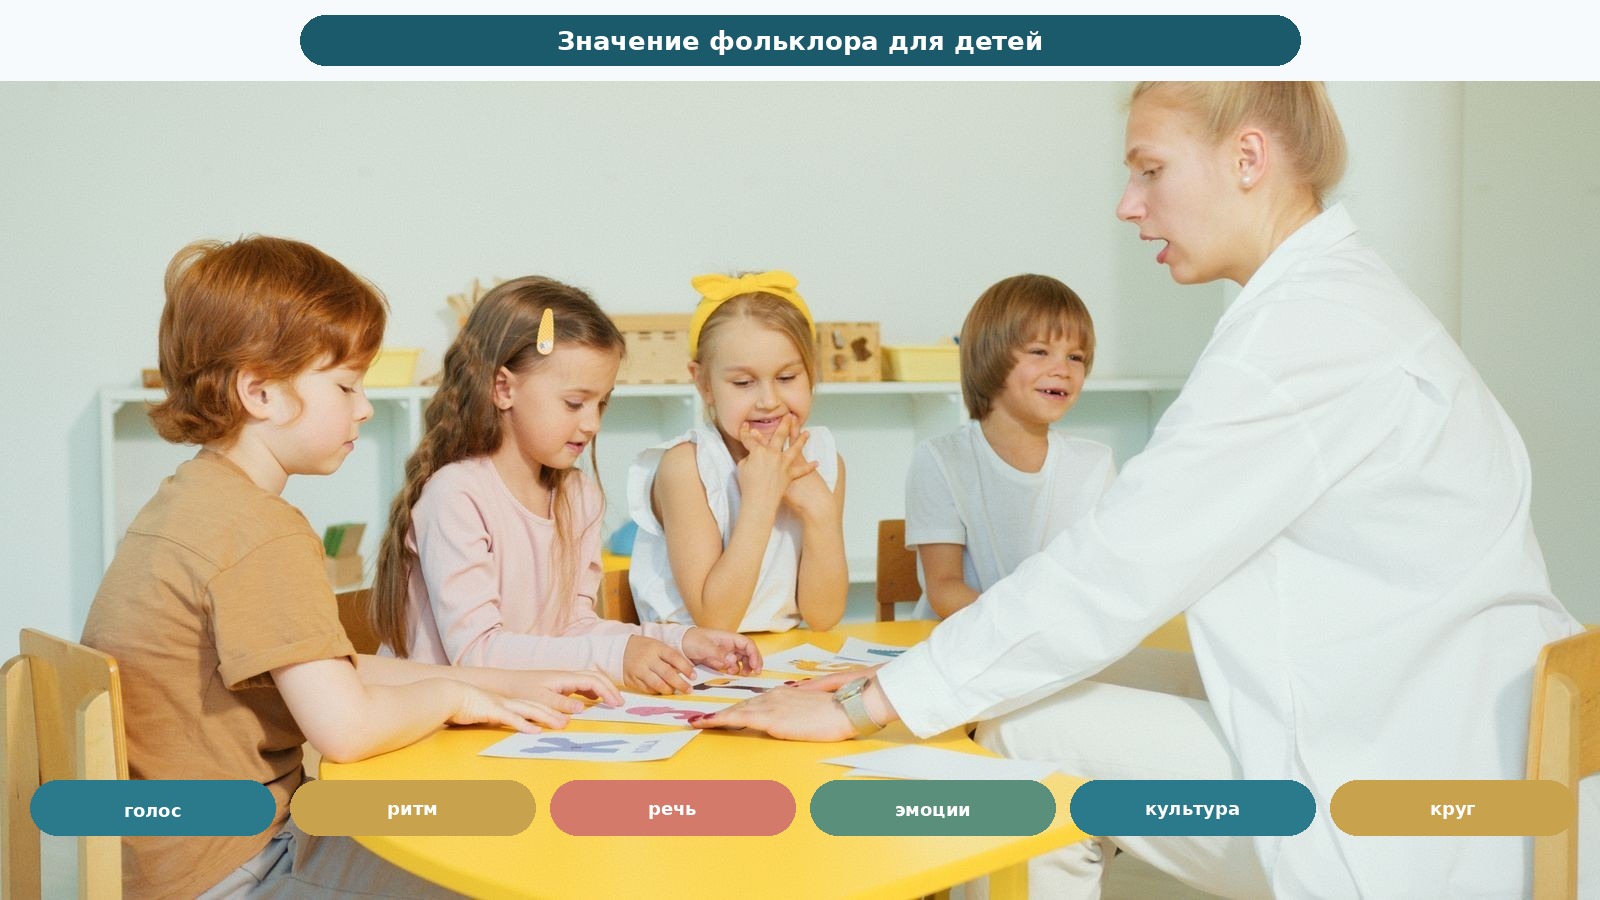 Значение фольклора для детей
голос
ритм
речь
эмоции
культура
круг